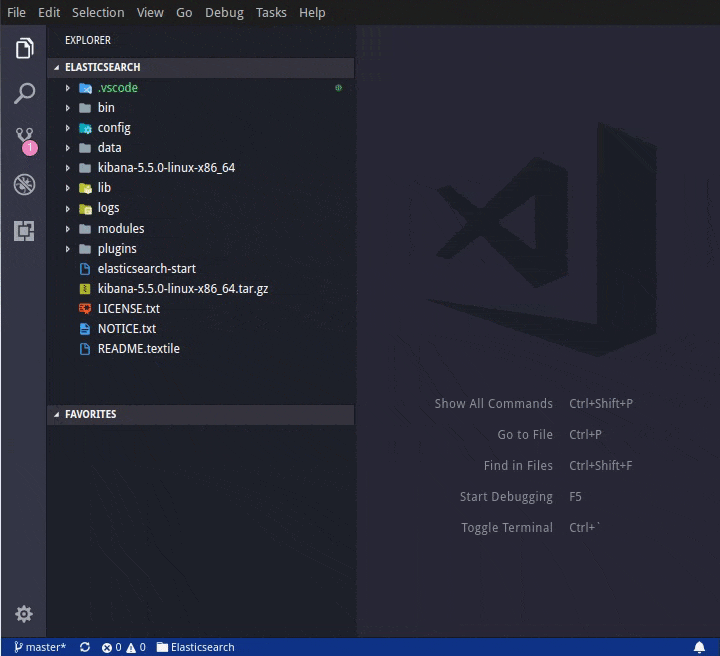 File Edit Selection View Go Debug Tasks Help
EXPLORER
ELASTICSEARCH
.vscode
bin
config
data
kibana-5.5.0-linux-x86_64
lib
logs
modules
plugins
elasticsearch-start
kibana-5.5.0-linux-x86_64.tar.gz
LICENSE.txt
NOTICE.txt
README.textile
1
FAVORITES
Show All Commands Ctrl+Shift+P
Go to File Ctrl+P
Find in Files Ctrl+Shift+F
Start Debugging F5
Toggle Terminal Ctrl+`
master* 0 0 Elasticsearch